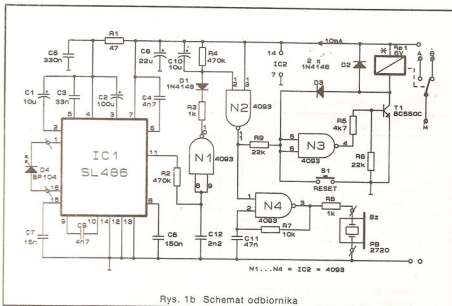 R1
47
C5
330n
C8
22u
C10
10u
R4
470k
14
IC2
7
2 x
1N4148
10mA
D2
Re1
6V
A
B
M
C1
10u
C3
33n
C2
100u
C4
4n7
D1
1N4148
R3
1k
N2
4093
D3
R5
4k7
T1
BC550C
IC1
SL486
D4
SP104
11
R2
470k
N1
4093
R9
22k
N3
4093
R6
22k
S1
RESET
N4
4093
R8
1k
Bz
PB
2720
C7
15n
C9
4n7
C6
150n
C12
2n2
C11
47n
R7
10k
N1...N4 = IC2 = 4093
Rys. 1b Schemat odbiornika